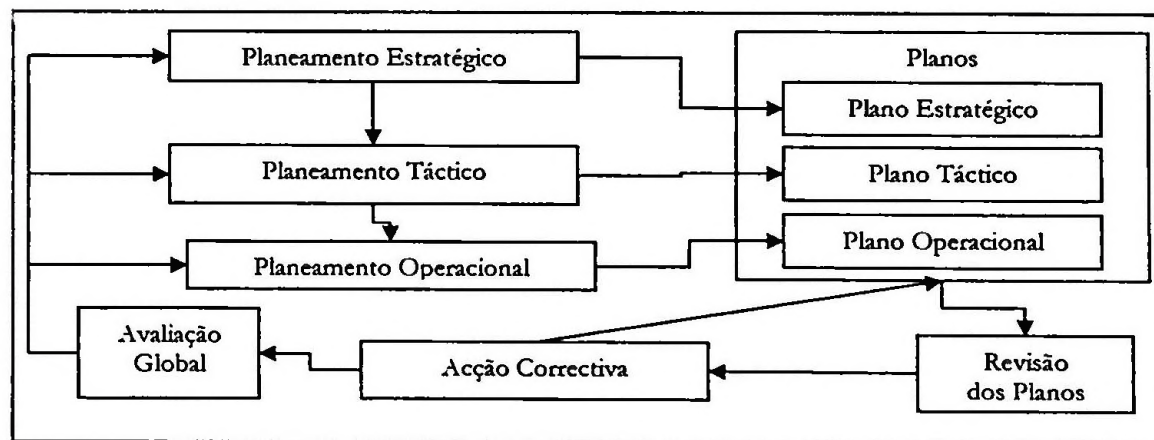 Planeamento Estratégico
Planos
Plano Estratégico
Planeamento Táctico
Plano Táctico
Planeamento Operacional
Plano Operacional
Avaliação
Global
Acção Correctiva
Revisão
dos Planos